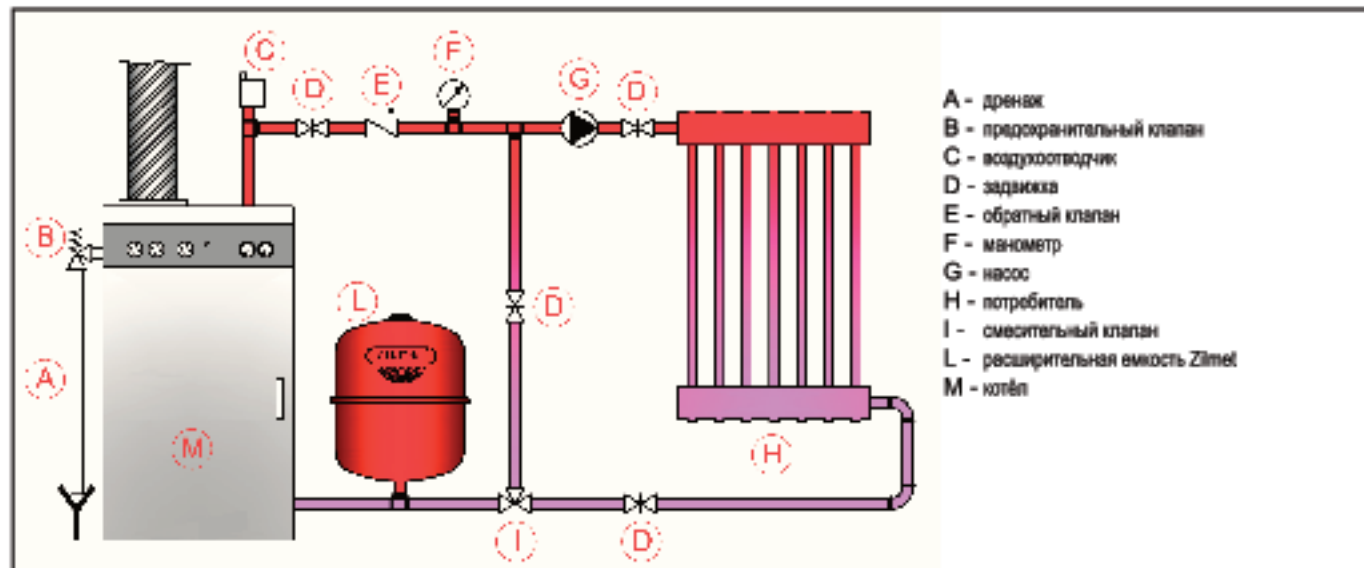 C
F
G
D
E
D
B
L
D
A
M
H
I
D
A - дренаж
B - предохранительный клапан
C - воздухоотводчик
D - задвижка
E - обратный клапан
F - манометр
G - насос
H - потребитель
I - смесительный клапан
L - расширительная емкость Zilmet
M - котёл